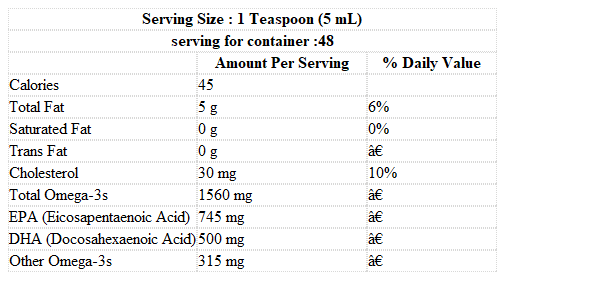 Serving Size : 1 Teaspoon (5 mL)
serving for container :48
Amount Per Serving % Daily Value
Calories 45
Total Fat 5 g 6%
Saturated Fat 0 g 0%
Trans Fat 0 g â€
Cholesterol 30 mg 10%
Total Omega-3s 1560 mg â€
EPA (Eicosapentaenoic Acid) 745 mg â€
DHA (Docosahexaenoic Acid) 500 mg â€
Other Omega-3s 315 mg â€